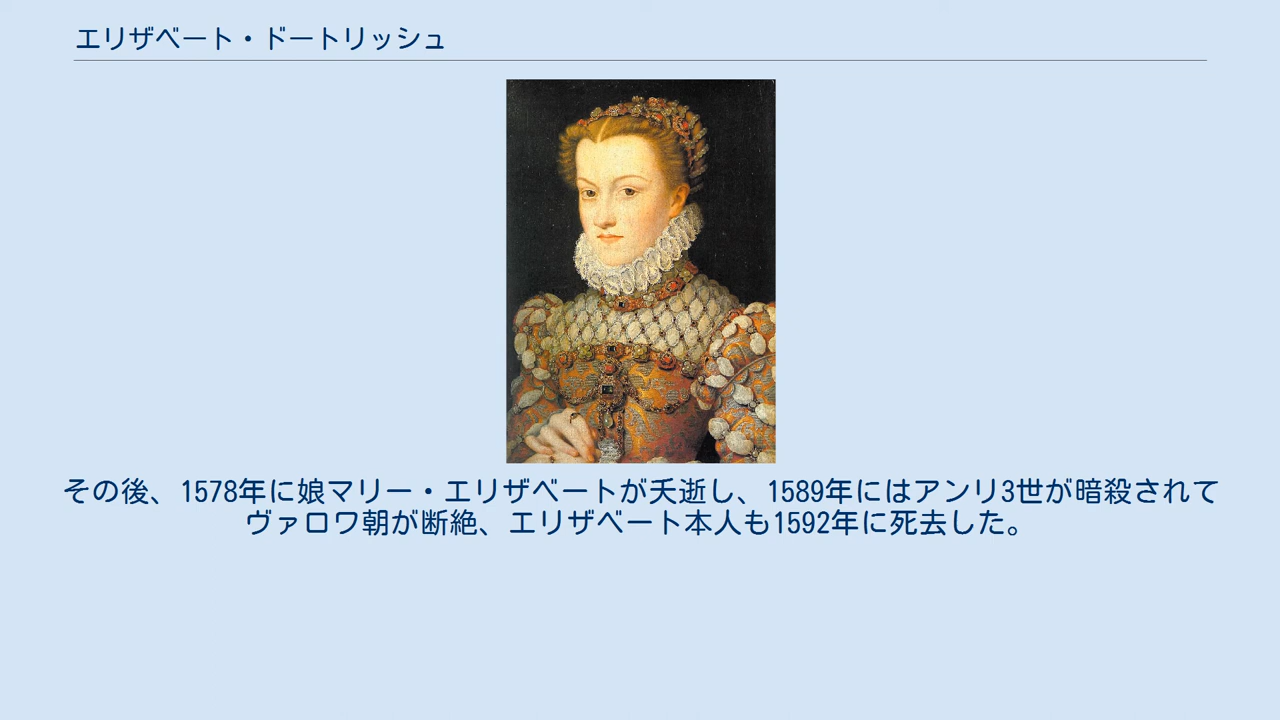 エリザベート・ドートリッシュ
その後、1578年に娘マリー・エリザベートが夭逝し、1589年にはアンリ3世が暗殺されて
ヴァロワ朝が断絶、エリザベート本人も1592年に死去した。